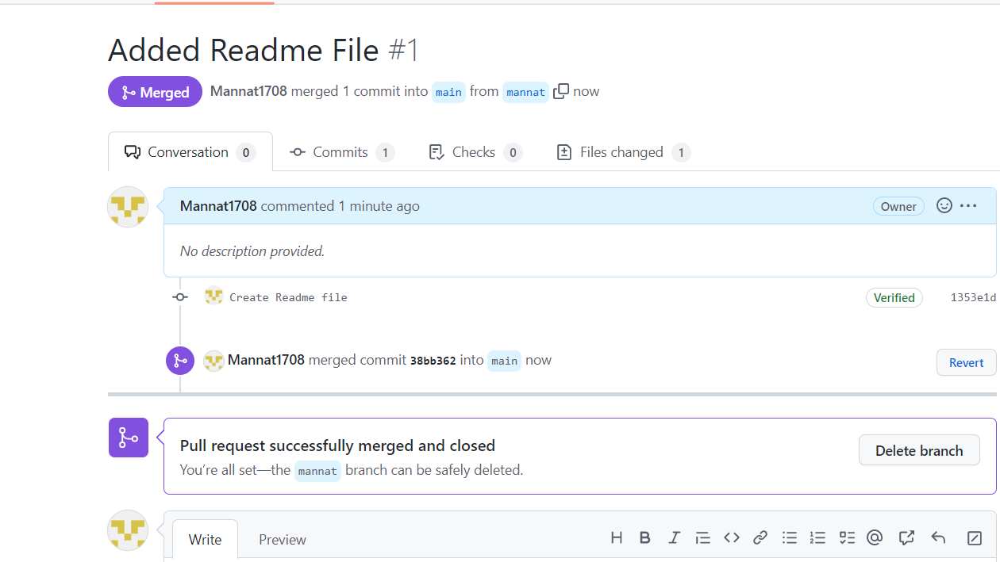 Added Readme File #1
Merged Mannat1708 merged 1 commit into main from mannat now
Conversation 0 Commits 1 Checks 0 Files changed 1
Mannat1708 commented 1 minute ago Owner
No description provided.
Create Readme file Verified 1353e1d
Mannat1708 merged commit 38bb362 into main now Revert
Pull request successfully merged and closed
You're all set—the mannat branch can be safely deleted. Delete branch
Write Preview